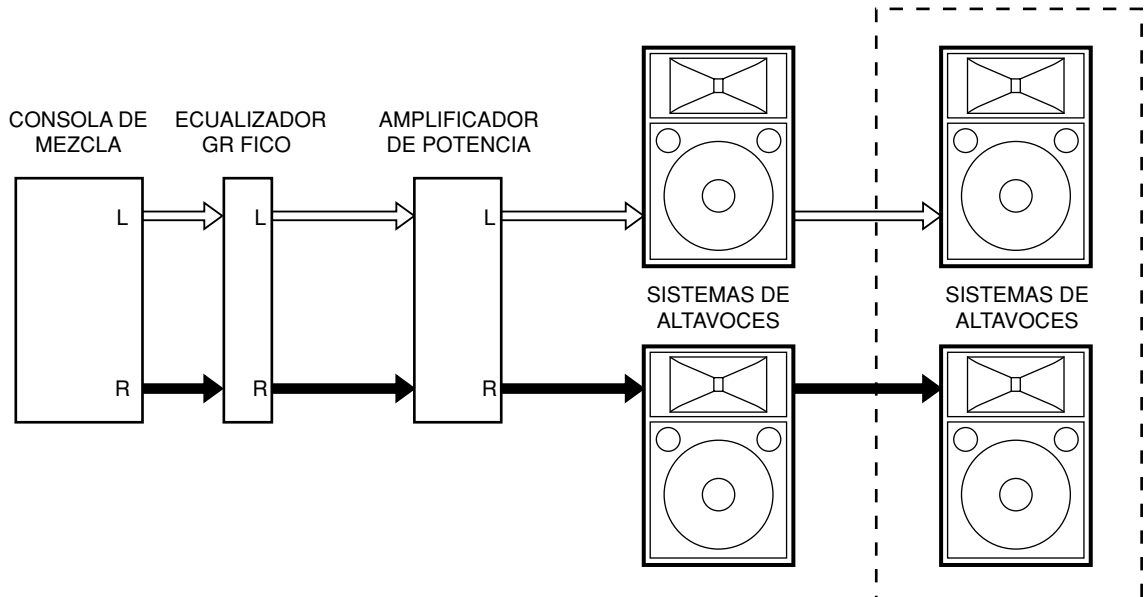 CONSOLA DE
MEZCLA
ECUALIZADOR
GR FICO
AMPLIFICADOR
DE POTENCIA
L
L
L
SISTEMAS DE
ALTAVOCES
SISTEMAS DE
ALTAVOCES
R
R
R